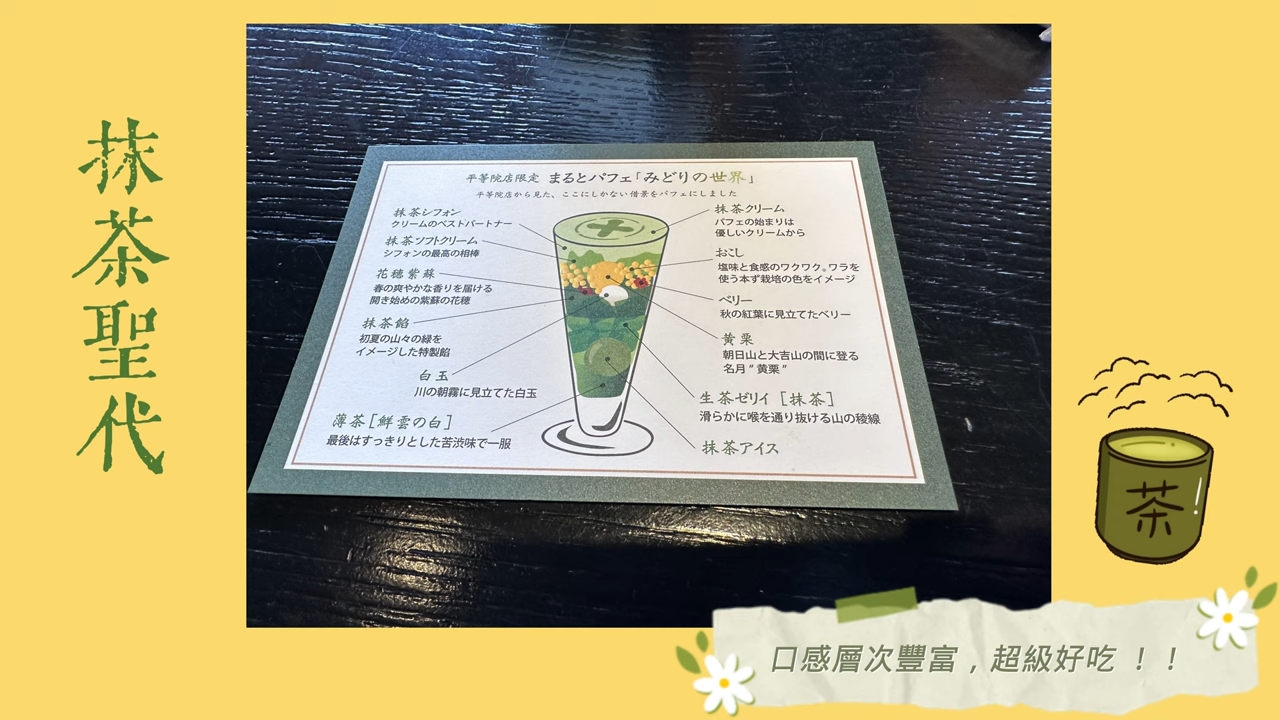 抹茶聖代
平等院店限定 まるとパフェ「みどりの世界」
平等院店から見た、ここにしかない借景をパフェにしました
抹茶シフォン
クリームのベストパートナー
抹茶ソフトクリーム
シフォンの最高の相棒
花穂紫蘇
春の爽やかな香りを届ける
開き始めの紫蘇の花穂
抹茶餡
初夏の山々の緑を
イメージした特製餡
白玉
川の朝霧に見立てた白玉
薄茶[鮮雲の白]
最後はすっきりとした苦渋味で一服
抹茶クリーム
パフェの始まりは
優しいクリームから
おこし
塩味と食感のワクワク。ワラを
使う本ず栽培の色をイメージ
ベリー
秋の紅葉に見立てたベリー
黄栗
朝日山と大吉山の間に登る
名月"黄栗"
生茶ゼリイ[抹茶]
滑らかに喉を通り抜ける山の稜線
抹茶アイス
茶
口感層次豐富,超級好吃!!